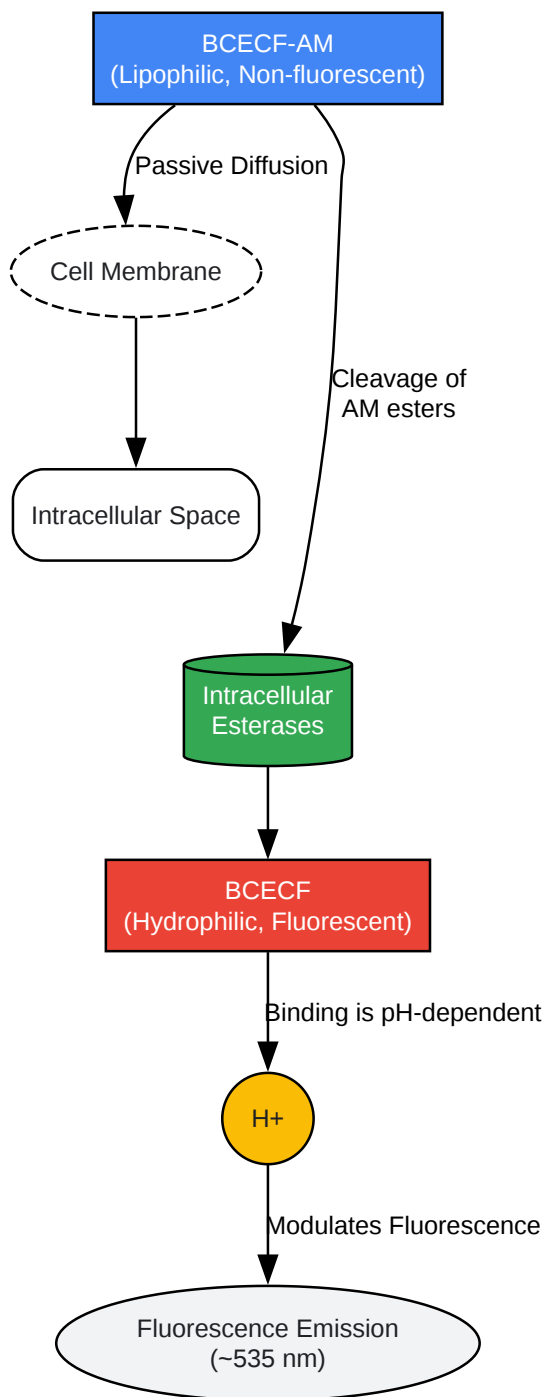 BCECF-AM
(Lipophilic, Non-fluorescent)
Passive Diffusion
Cell Membrane
Cleavage of
AM esters
Intracellular Space
Intracellular
Esterases
BCECF
(Hydrophilic, Fluorescent)
Binding is pH-dependent
H+
Modulates Fluorescence
Fluorescence Emission
(~535 nm)